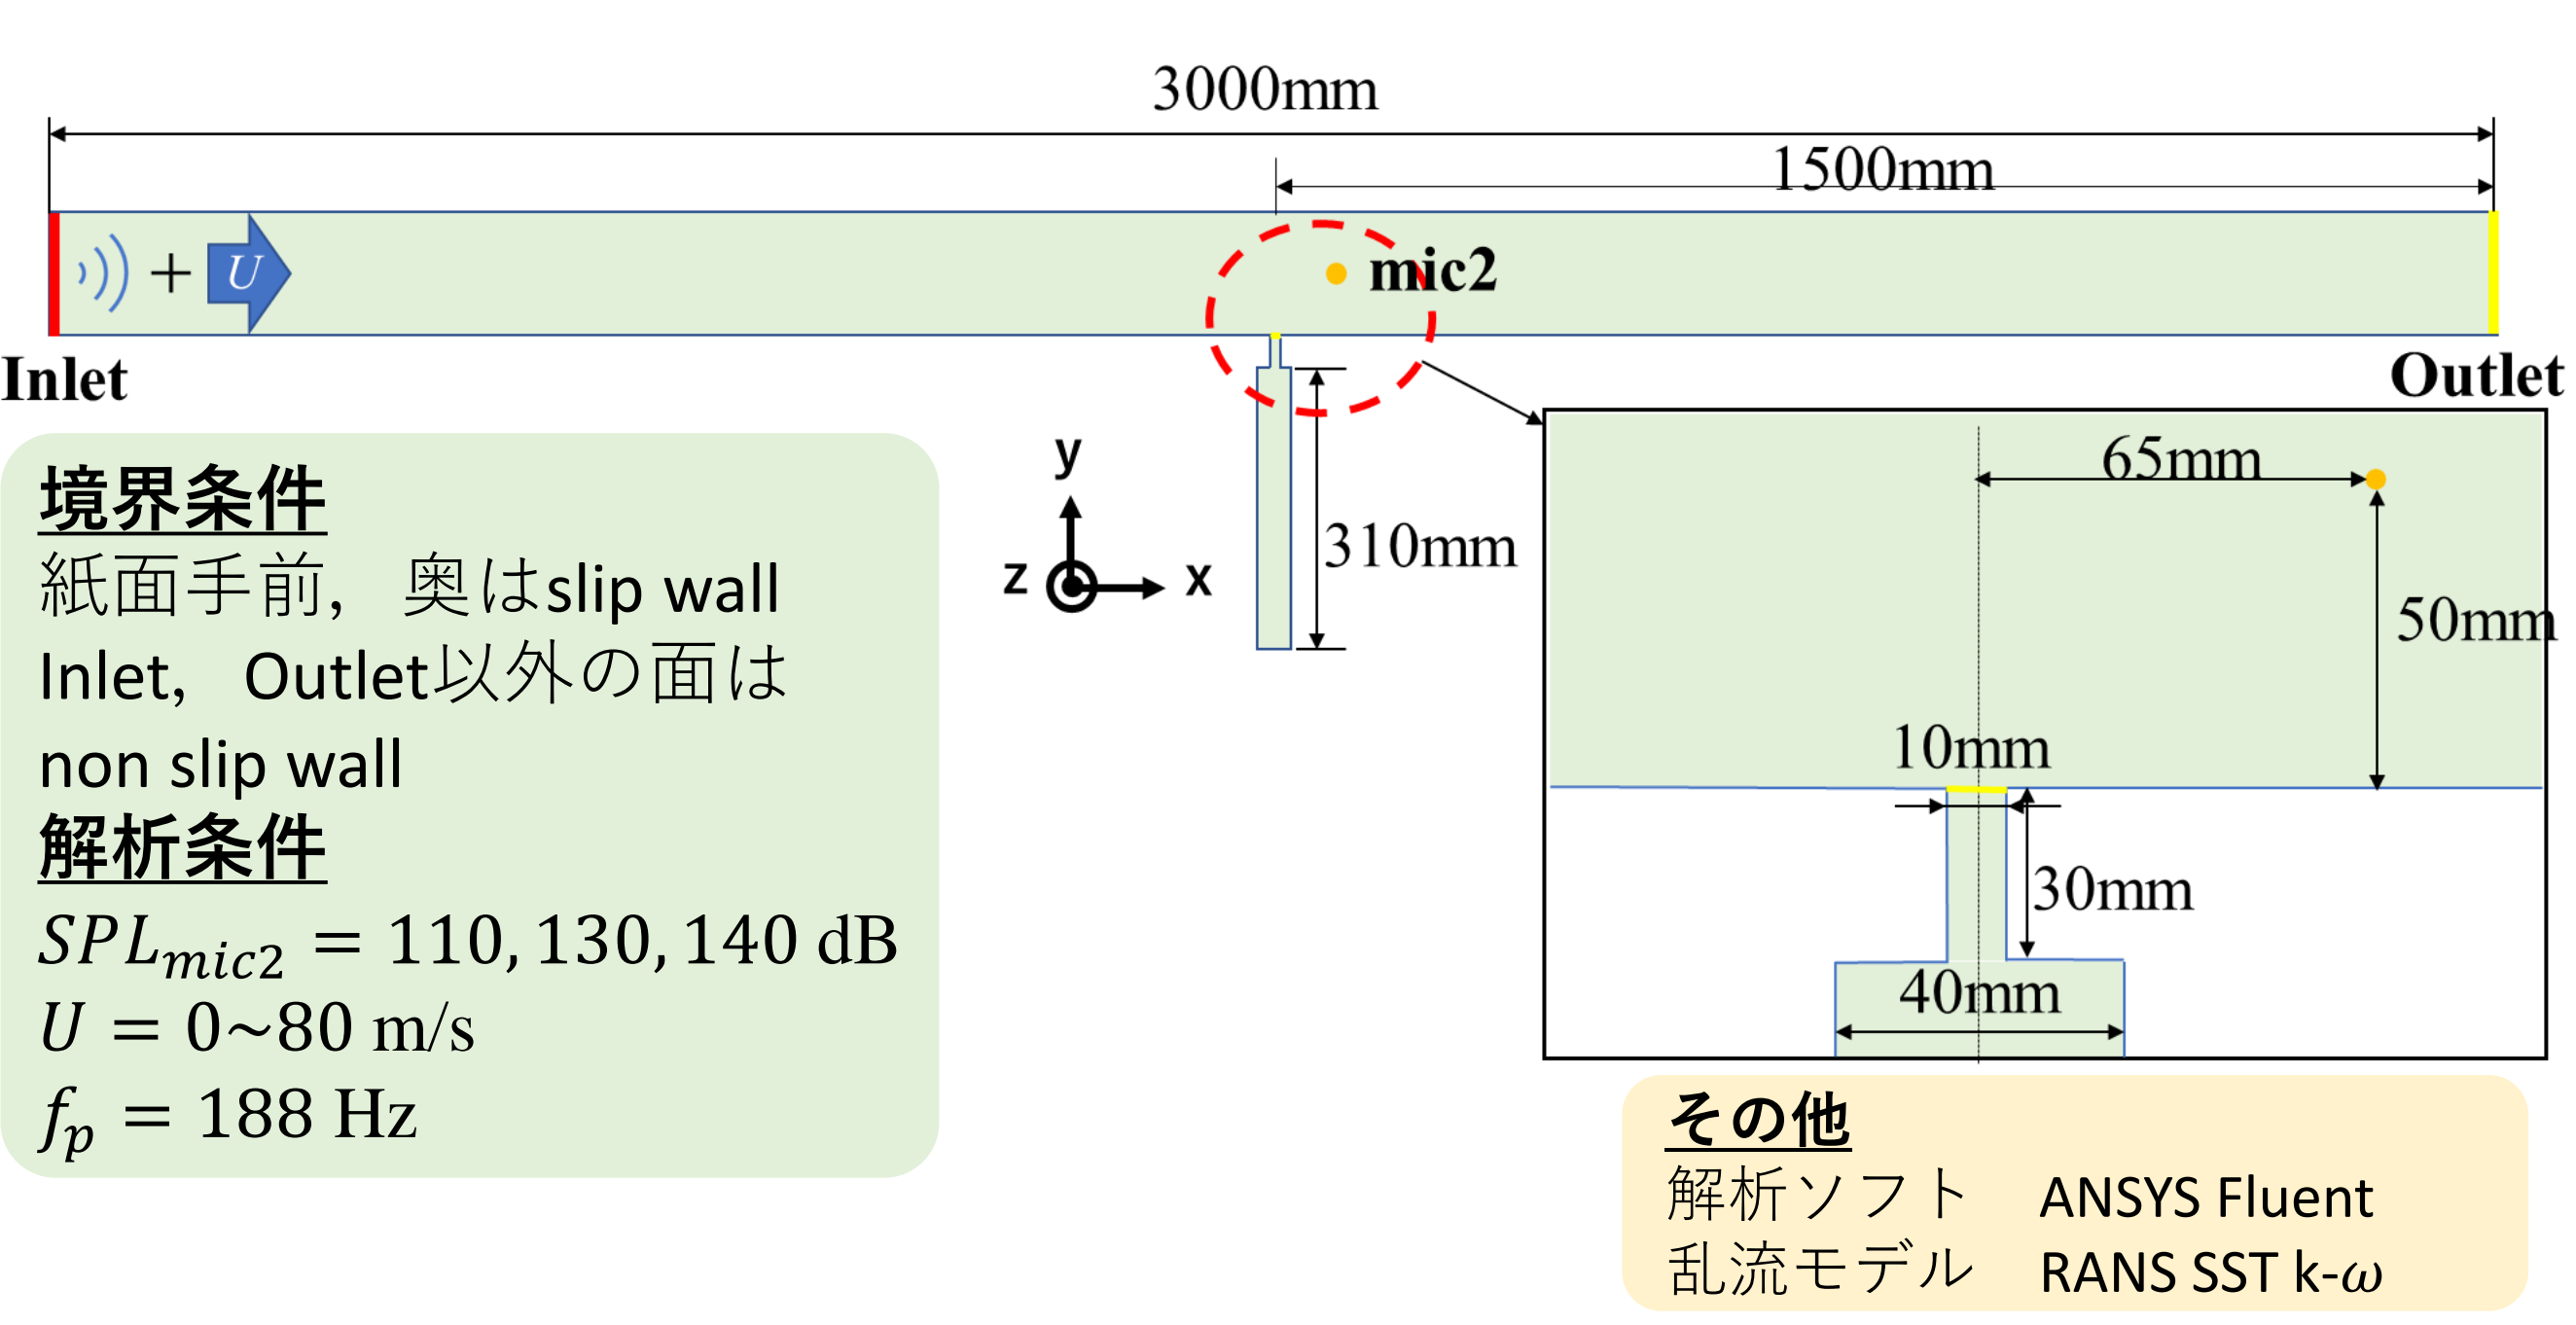 3000mm
1500mm
+ U
mic2
Inlet
Outlet
310mm
y
z
x
65mm
50mm
10mm
30mm
40mm
境界条件
紙面手前, 奥はslip wall
Inlet, Outlet以外の面は
non slip wall
解析条件
SPL_{mic2} = 110, 130, 140 dB
U = 0~80 m/s
f_p = 188 Hz
その他
解析ソフト ANSYS Fluent
乱流モデル RANS SST k-ω